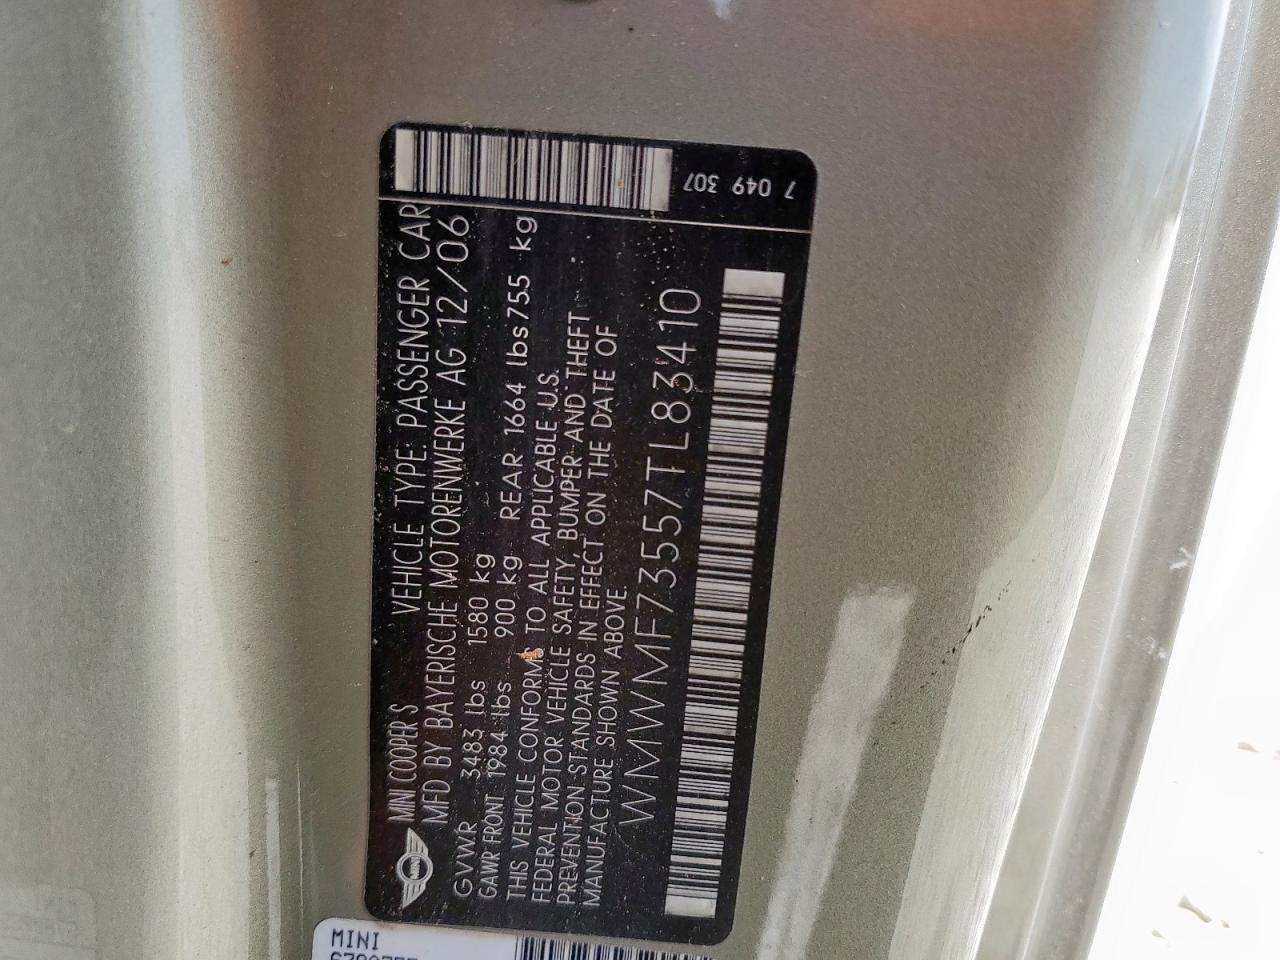 MINI COOPER S VEHICLE TYPE: PASSENGER CAR
MFD BY BAYERISCHE MOTORENWERKE AG 12/06
GVWR 3483 lbs 1580 kg
GAWR FRONT 1984 lbs 900 kg REAR 1664 lbs 755 kg
THIS VEHICLE CONFORMS TO ALL APPLICABLE U.S.
FEDERAL MOTOR VEHICLE SAFETY, BUMPER AND THEFT
PREVENTION STANDARDS IN EFFECT ON THE DATE OF
MANUFACTURE SHOWN ABOVE.
WMWMF73557TL83410
7 049 307
MINI